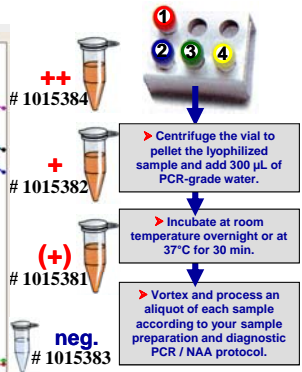 ++
# 1015384
+
# 1015382
(+)
# 1015381
neg.
# 1015383
1
2
3
4
➤ Centrifuge the vial to
pellet the lyophilized
sample and add 300 µL of
PCR-grade water.
➤ Incubate at room
temperature overnight or at
37°C for 30 min.
➤ Vortex and process an
aliquot of each sample
according to your sample
preparation and diagnostic
PCR / NAA protocol.